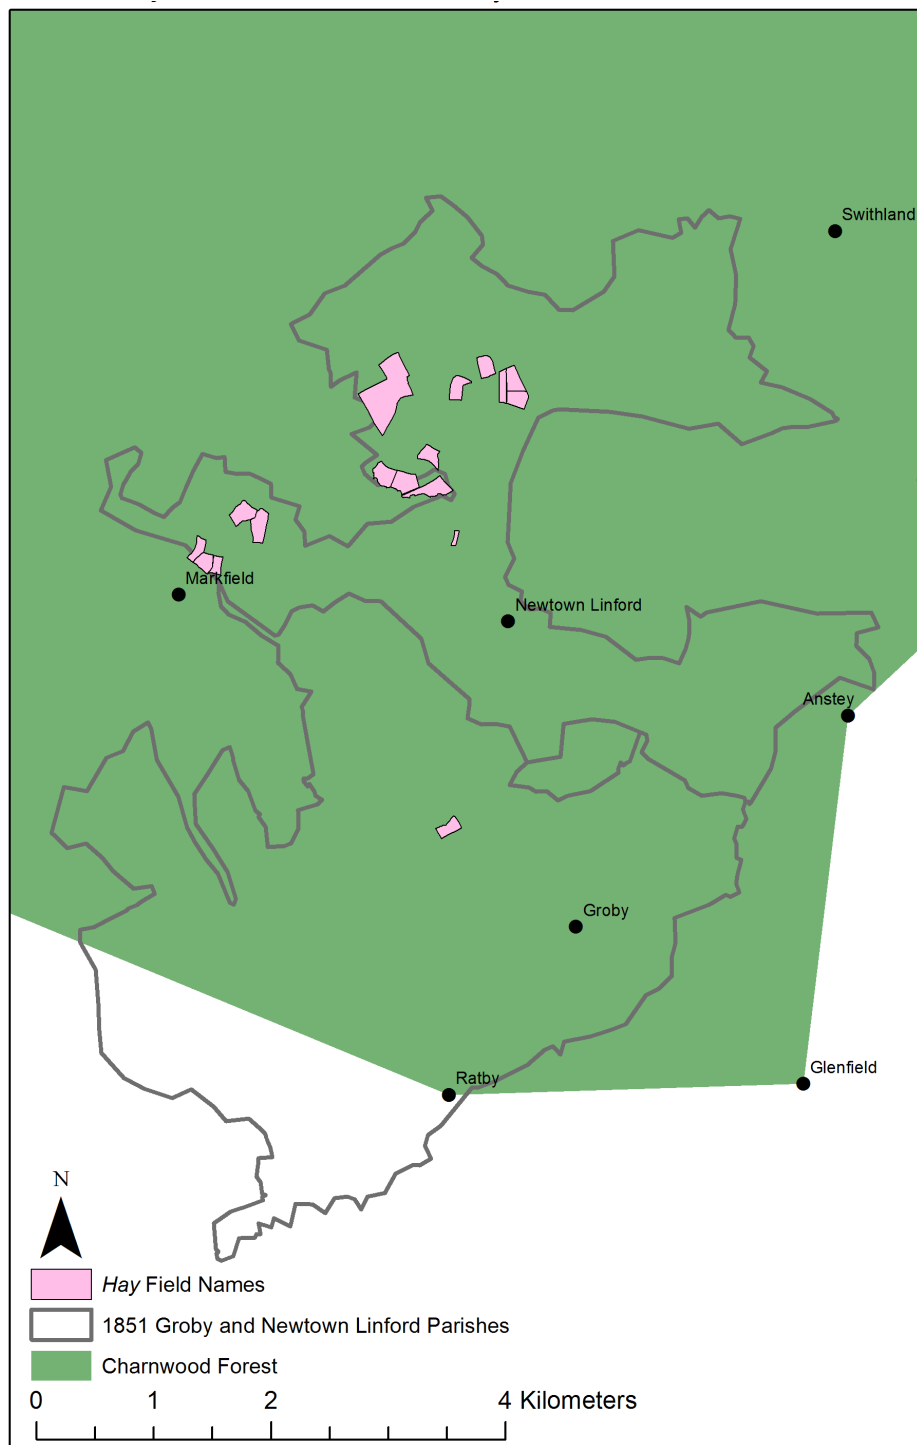 Swithland
Markfield
Newtown Linford
Anstey
Groby
Ratby
Glenfield
N
Hay Field Names
1851 Groby and Newtown Linford Parishes
Charnwood Forest
0 1 2 4 Kilometers